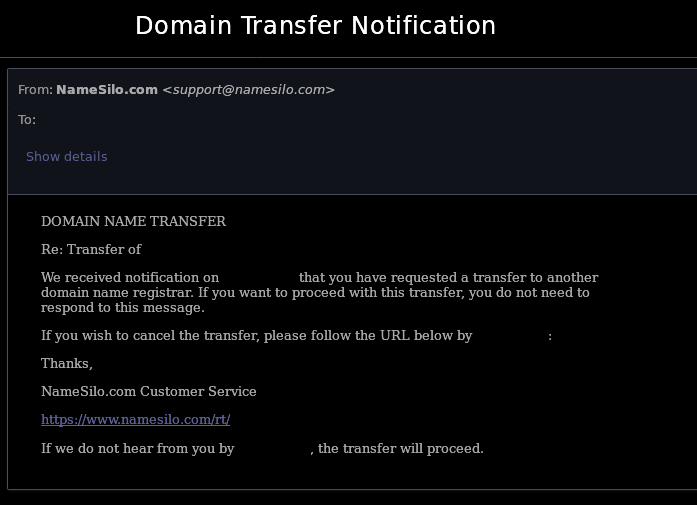 Domain Transfer Notification
From: NameSilo.com <support@namesilo.com>
To:
Show details
DOMAIN NAME TRANSFER
Re: Transfer of
We received notification on that you have requested a transfer to another
domain name registrar. If you want to proceed with this transfer, you do not need to
respond to this message.
If you wish to cancel the transfer, please follow the URL below by :
Thanks,
NameSilo.com Customer Service
https://www.namesilo.com/rt/
If we do not hear from you by , the transfer will proceed.